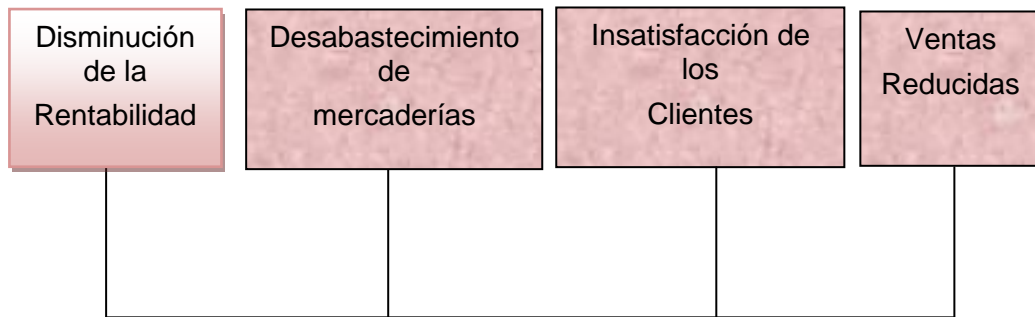 Disminución
de la
Rentabilidad
Desabastecimiento
de
mercaderías
Insatisfacción de
los
Clientes
Ventas
Reducidas